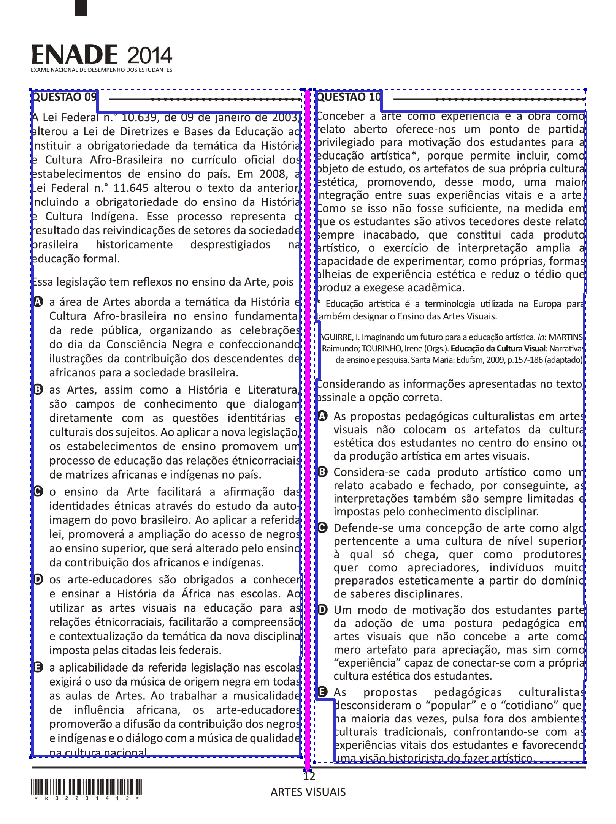 ENADE 2014
EXAME NACIONAL DE DESEMPENHO DOS ESTUDANTES
QUESTÃO 09
A Lei Federal n.° 10.639, de 09 de janeiro de 2003,
alterou a Lei de Diretrizes e Bases da Educação ao
instituir a obrigatoriedade da temática da História
e Cultura Afro-Brasileira no currículo oficial dos
estabelecimentos de ensino do país. Em 2008, a
Lei Federal n.° 11.645 alterou o texto da anterior,
incluindo a obrigatoriedade do ensino da História
e Cultura Indígena. Esse processo representa o
resultado das reivindicações de setores da sociedade
brasileira historicamente desprestigiados na
educação formal.
Essa legislação tem reflexos no ensino da Arte, pois
A a área de Artes aborda a temática da História e
Cultura Afro-brasileira no ensino fundamental
da rede pública, organizando as celebrações
do dia da Consciência Negra e confeccionando
ilustrações da contribuição dos descendentes de
africanos para a sociedade brasileira.
B as Artes, assim como a História e Literatura,
são campos de conhecimento que dialogam
diretamente com as questões identitárias e
culturais dos sujeitos. Ao aplicar a nova legislação,
os estabelecimentos de ensino promovem um
processo de educação das relações étnicorraciais
de matrizes africanas e indígenas no país.
C o ensino da Arte facilitará a afirmação das
identidades étnicas através do estudo da auto-
imagem do povo brasileiro. Ao aplicar a referida
lei, promoverá a ampliação do acesso de negros
ao ensino superior, que será alterado pelo ensino
da contribuição dos africanos e indígenas.
D os arte-educadores são obrigados a conhecer
e ensinar a História da África nas escolas. Ao
utilizar as artes visuais na educação para as
relações étnicorraciais, facilitarão a compreensão
e contextualização da temática na nova disciplina
imposta pelas citadas leis federais.
E a aplicabilidade da referida legislação nas escolas
exigirá o uso da música de origem negra em todas
as aulas de Artes. Ao trabalhar a musicalidade
de influência africana, os arte-educadores
promoverão a difusão da contribuição dos negros
e indígenas e o diálogo com a música de qualidade
na cultura nacional.
QUESTÃO 10
Conceber a arte como experiência e a obra como
relato aberto oferece-nos um ponto de partida
privilegiado para motivação dos estudantes para a
educação artística*, porque permite incluir, como
objeto de estudo, os artefatos de sua própria cultura
estética, promovendo, desse modo, uma maior
integração entre suas experiências vitais e a arte.
Como se isso não fosse suficiente, na medida em
que os estudantes são ativos tecedores deste relato
sempre inacabado, que constitui cada produto
artístico, o exercício de interpretação amplia a
capacidade de experimentar, como próprias, formas
alheias de experiência estética e reduz o tédio que
produz a exegese acadêmica.
* Educação artística é a terminologia utilizada na Europa para
também designar o Ensino das Artes Visuais.
AGUIRRE, I. Imaginando um futuro para a educação artística. In: MARTINS,
Raimundo; TOURINHO, Irene (Orgs.). Educação da Cultura Visual: Narrativas
de ensino e pesquisa. Santa Maria: Edufsm, 2009, p.157-186 (adaptado).
Considerando as informações apresentadas no texto,
assinale a opção correta.
A As propostas pedagógicas culturalistas em artes
visuais não colocam os artefatos da cultura
estética dos estudantes no centro do ensino ou
da produção artística em artes visuais.
B Considera-se cada produto artístico como um
relato acabado e fechado, por conseguinte, as
interpretações também são sempre limitadas e
impostas pelo conhecimento disciplinar.
C Defende-se uma concepção de arte como algo
pertencente a uma cultura de nível superior,
à qual só chega, quer como produtores,
quer como apreciadores, indivíduos muito
preparados esteticamente a partir do domínio
de saberes disciplinares.
D Um modo de motivação dos estudantes parte
da adoção de uma postura pedagógica em
artes visuais que não concebe a arte como
mero artefato para apreciação, mas sim como
“experiência” capaz de conectar-se com a própria
cultura estética dos estudantes.
E As propostas pedagógicas culturalistas
desconsideram o “popular” e o “cotidiano” que,
na maioria das vezes, pulsa fora dos ambientes
culturais tradicionais, confrontando-se com as
experiências vitais dos estudantes e favorecendo
uma visão historicista do fazer artístico.
12
ARTES VISUAIS